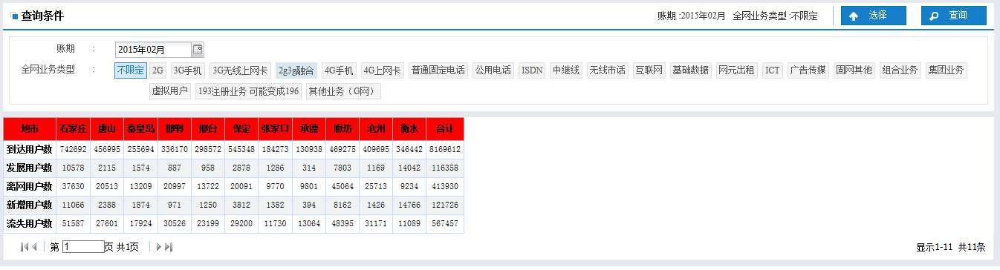 查询条件 账期 :2015年02月 全网业务类型 :不限定 选择 查询
账期 : 2015年02月
全网业务类型 : 不限定 2G 3G手机 3G无线上网卡 2g3g融合 4G手机 4G上网卡 普通固定电话 公用电话 ISDN 中继线 无线市话 互联网 基础数据 网元出租 ICT 广告传媒 固网其他 组合业务 集团业务
虚拟用户 193注册业务 可能变成196 其他业务（G网）
地市 石家庄 唐山 秦皇岛 邯郸 邢台 保定 张家口 承德 廊坊 沧州 衡水 合计
到达用户数 742692 456995 255694 336170 298572 545348 184273 130938 469275 409695 346442 8169612
发展用户数 10578 2115 1574 887 958 2878 1286 314 7803 1169 14042 116358
离网用户数 37630 20513 13209 20997 13722 20091 9770 9801 45064 25713 9234 413930
新增用户数 11066 2388 1874 971 1250 3812 1382 394 8162 1426 14766 121726
流失用户数 51587 27601 17924 30526 23199 29200 11730 13064 48395 31171 11089 567457
第 1 页 共1页 显示1-11 共11条